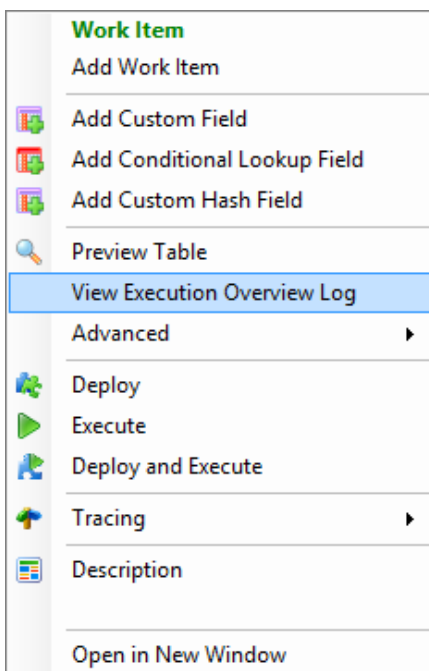 Work Item
Add Work Item
Add Custom Field
Add Conditional Lookup Field
Add Custom Hash Field
Preview Table
View Execution Overview Log
Advanced
Deploy
Execute
Deploy and Execute
Tracing
Description
Open in New Window